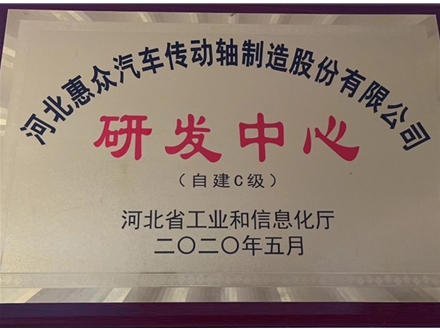 河北惠众汽车传动轴制造股份有限公司
研发中心
（自建C级）
河北省工业和信息化厅
二〇二〇年五月